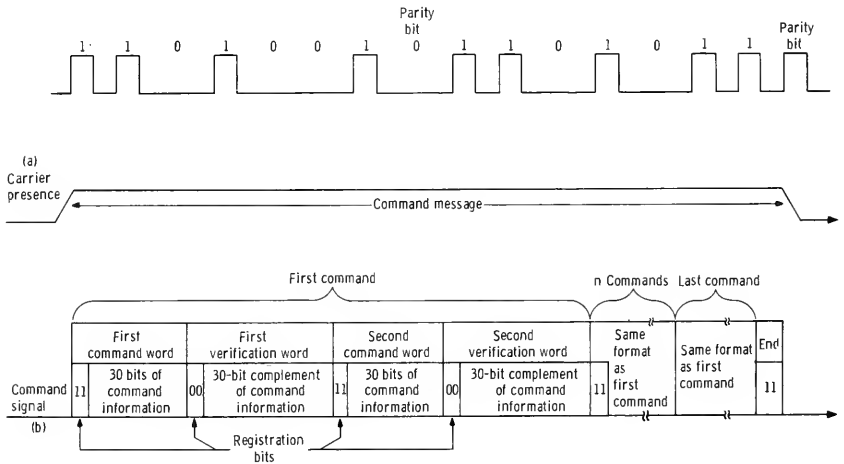 Parity
bit
1 1 0 1 0 0 1 0 1 1 0 1 0 1 1
Parity
bit
(a)
Carrier
presence
Command message
First command
n Commands
Last command
First
command word
First
verification word
Second
command word
Second
verification word
Same
format
as
first
command
Same format
as first
command
End
Command
signal
11
30 bits of
command
information
00
30-bit complement
of command
information
11
30 bits of
command
information
00
30-bit complement
of command
information
11
11
(b)
Registration
bits